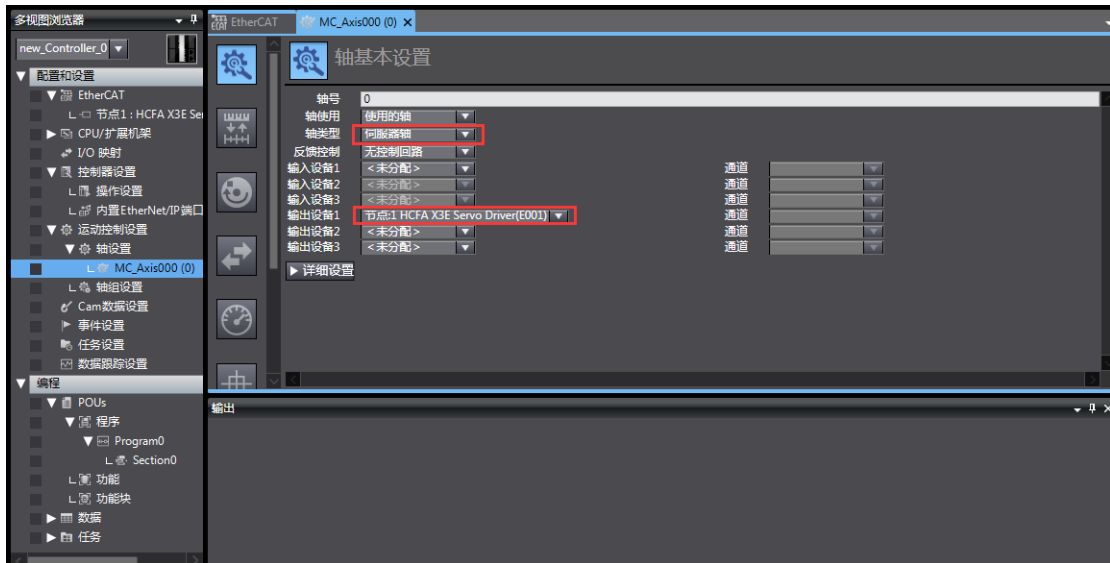 多视图浏览器
new_Controller_0
配置和设置
EtherCAT
节点1 : HCFA X3E Ser
CPU/扩展机架
I/O 映射
控制器设置
操作设置
内置EtherNet/IP端口
运动控制设置
轴设置
MC_Axis000 (0)
轴组设置
Cam数据设置
事件设置
任务设置
数据跟踪设置
编程
POUs
程序
Program0
Section0
功能
功能块
数据
任务
EtherCAT
MC_Axis000 (0)
轴基本设置
轴号 0
轴使用 使用的轴
轴类型 伺服器轴
反馈控制 无控制回路
输入设备1 <未分配> 通道
输入设备2 <未分配> 通道
输入设备3 <未分配> 通道
输出设备1 节点:1 HCFA X3E Servo Driver(E001) 通道
输出设备2 <未分配> 通道
输出设备3 <未分配> 通道
详细设置
输出